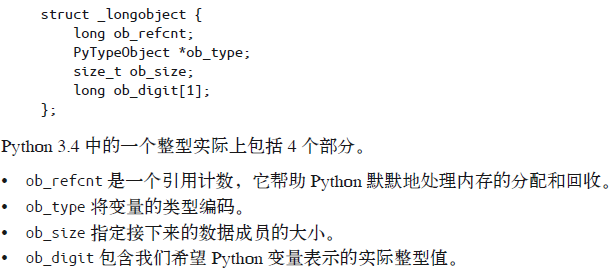 struct _longobject {
    long ob_refcnt;
    PyTypeObject *ob_type;
    size_t ob_size;
    long ob_digit[1];
};
Python 3.4 中的一个整型实际上包括 4 个部分。
• ob_refcnt 是一个引用计数，它帮助 Python 默默地处理内存的分配和回收。
• ob_type 将变量的类型编码。
• ob_size 指定接下来的数据成员的大小。
• ob_digit 包含我们希望 Python 变量表示的实际整型值。